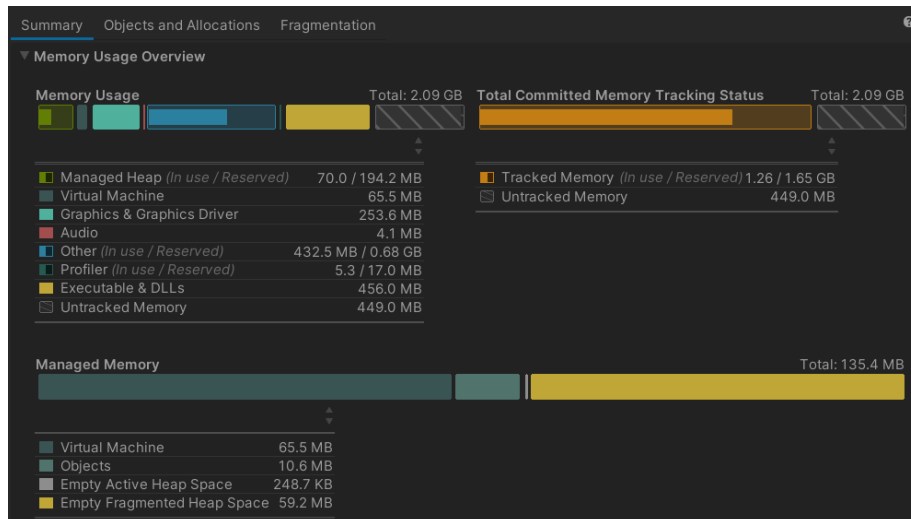 Summary Objects and Allocations Fragmentation
Memory Usage Overview
Memory Usage Total: 2.09 GB
Managed Heap (In use / Reserved) 70.0 / 194.2 MB
Virtual Machine 65.5 MB
Graphics & Graphics Driver 253.6 MB
Audio 4.1 MB
Other (In use / Reserved) 432.5 MB / 0.68 GB
Profiler (In use / Reserved) 5.3 / 17.0 MB
Executable & DLLs 456.0 MB
Untracked Memory 449.0 MB
Total Committed Memory Tracking Status Total: 2.09 GB
Tracked Memory (In use / Reserved) 1.26 / 1.65 GB
Untracked Memory 449.0 MB
Managed Memory Total: 135.4 MB
Virtual Machine 65.5 MB
Objects 10.6 MB
Empty Active Heap Space 248.7 KB
Empty Fragmented Heap Space 59.2 MB